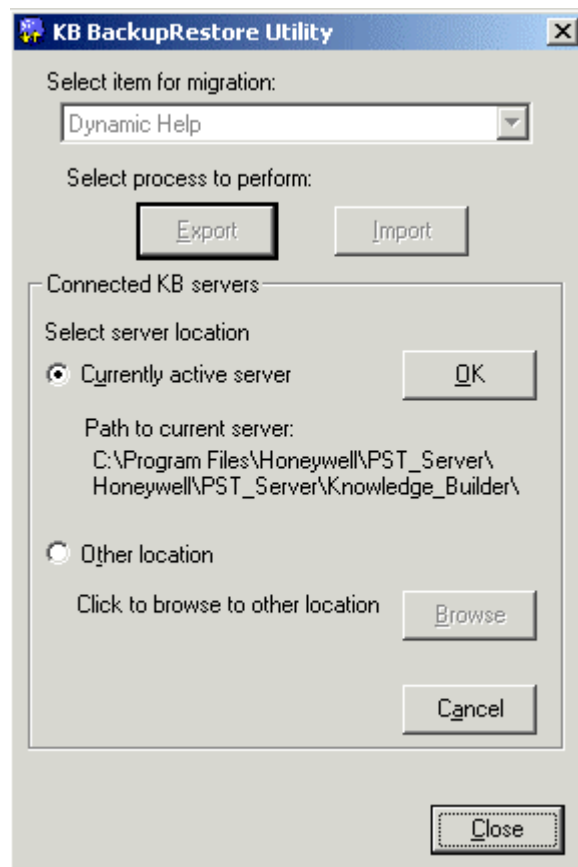 KB BackupRestore Utility
Select item for migration:
Dynamic Help
Select process to perform:
Export
Import
Connected KB servers
Select server location
Currently active server
OK
Path to current server:
C:\Program Files\Honeywell\PST_Server\
Honeywell\PST_Server\Knowledge_Builder\
Other location
Click to browse to other location
Browse
Cancel
Close